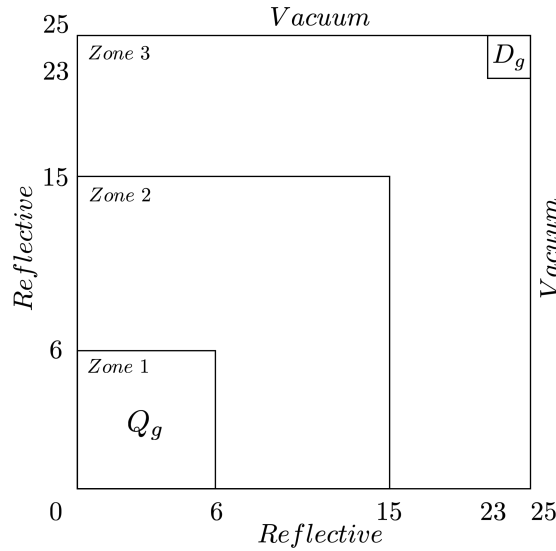 Vacuum
25
Zone 3
D_g
23
15
Zone 2
Reflective
Vacuum
6
Zone 1
Q_g
0 6 15 23 25
Reflective